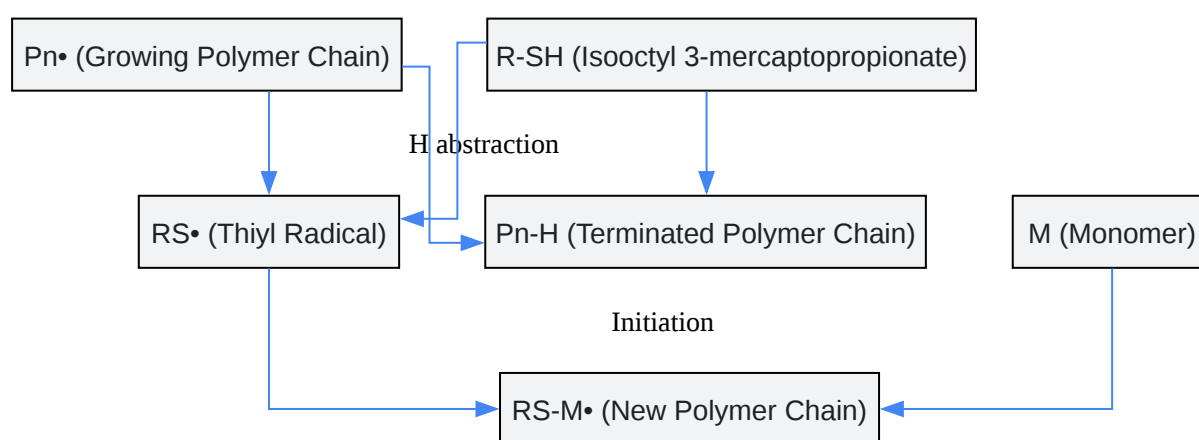 Pn• (Growing Polymer Chain)
R-SH (Isooctyl 3-mercaptopropionate)
H abstraction
RS• (Thiyl Radical)
Pn-H (Terminated Polymer Chain)
M (Monomer)
Initiation
RS-M• (New Polymer Chain)